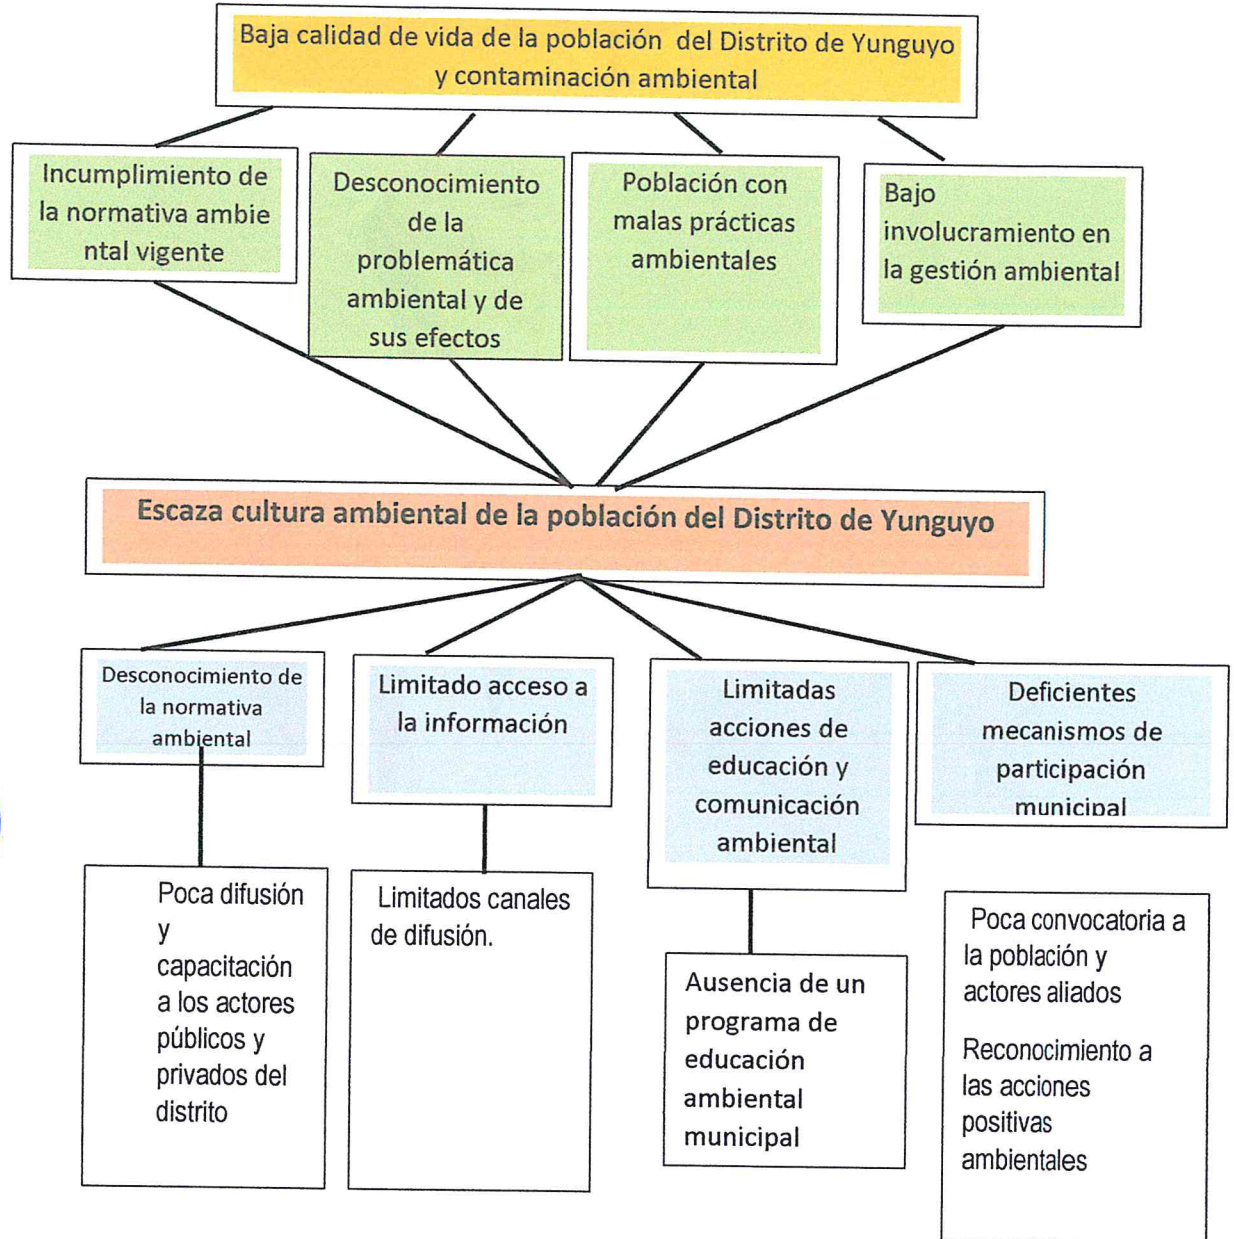 Baja calidad de vida de la población del Distrito de Yunguyo
y contaminación ambiental
Incumplimiento de
la normativa ambie
ntal vigente
Desconocimiento
de la
problemática
ambiental y de
sus efectos
Población con
malas prácticas
ambientales
Bajo
involucramiento en
la gestión ambiental
Escaza cultura ambiental de la población del Distrito de Yunguyo
Desconocimiento de
la normativa
ambiental
Limitado acceso a
la información
Limitadas
acciones de
educación y
comunicación
ambiental
Deficientes
mecanismos de
participación
municipal
Poca difusión
y
capacitación
a los actores
públicos y
privados del
distrito
Limitados canales
de difusión.
Ausencia de un
programa de
educación
ambiental
municipal
Poca convocatoria a
la población y
actores aliados
Reconocimiento a
las acciones
positivas
ambientales